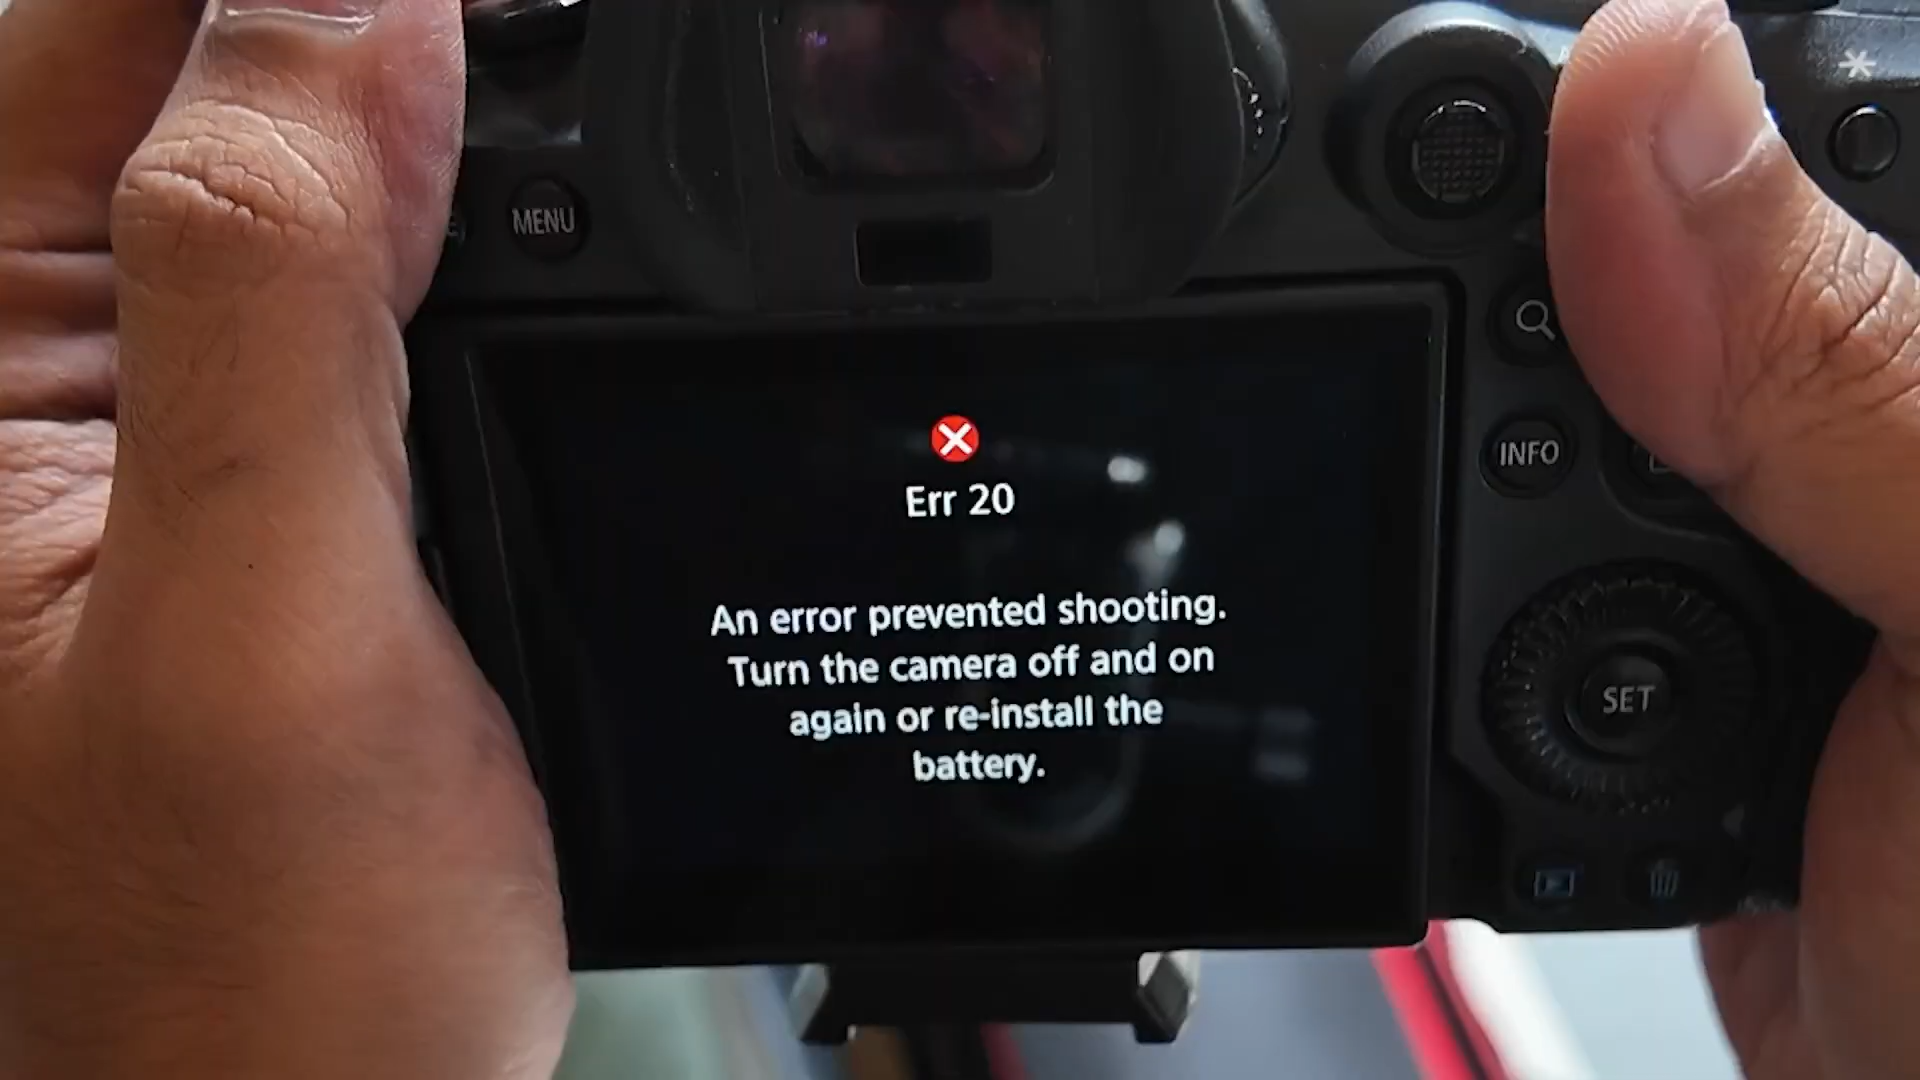 MENU
Err 20
An error prevented shooting.
Turn the camera off and on
again or re-install the
battery.
INFO
SET